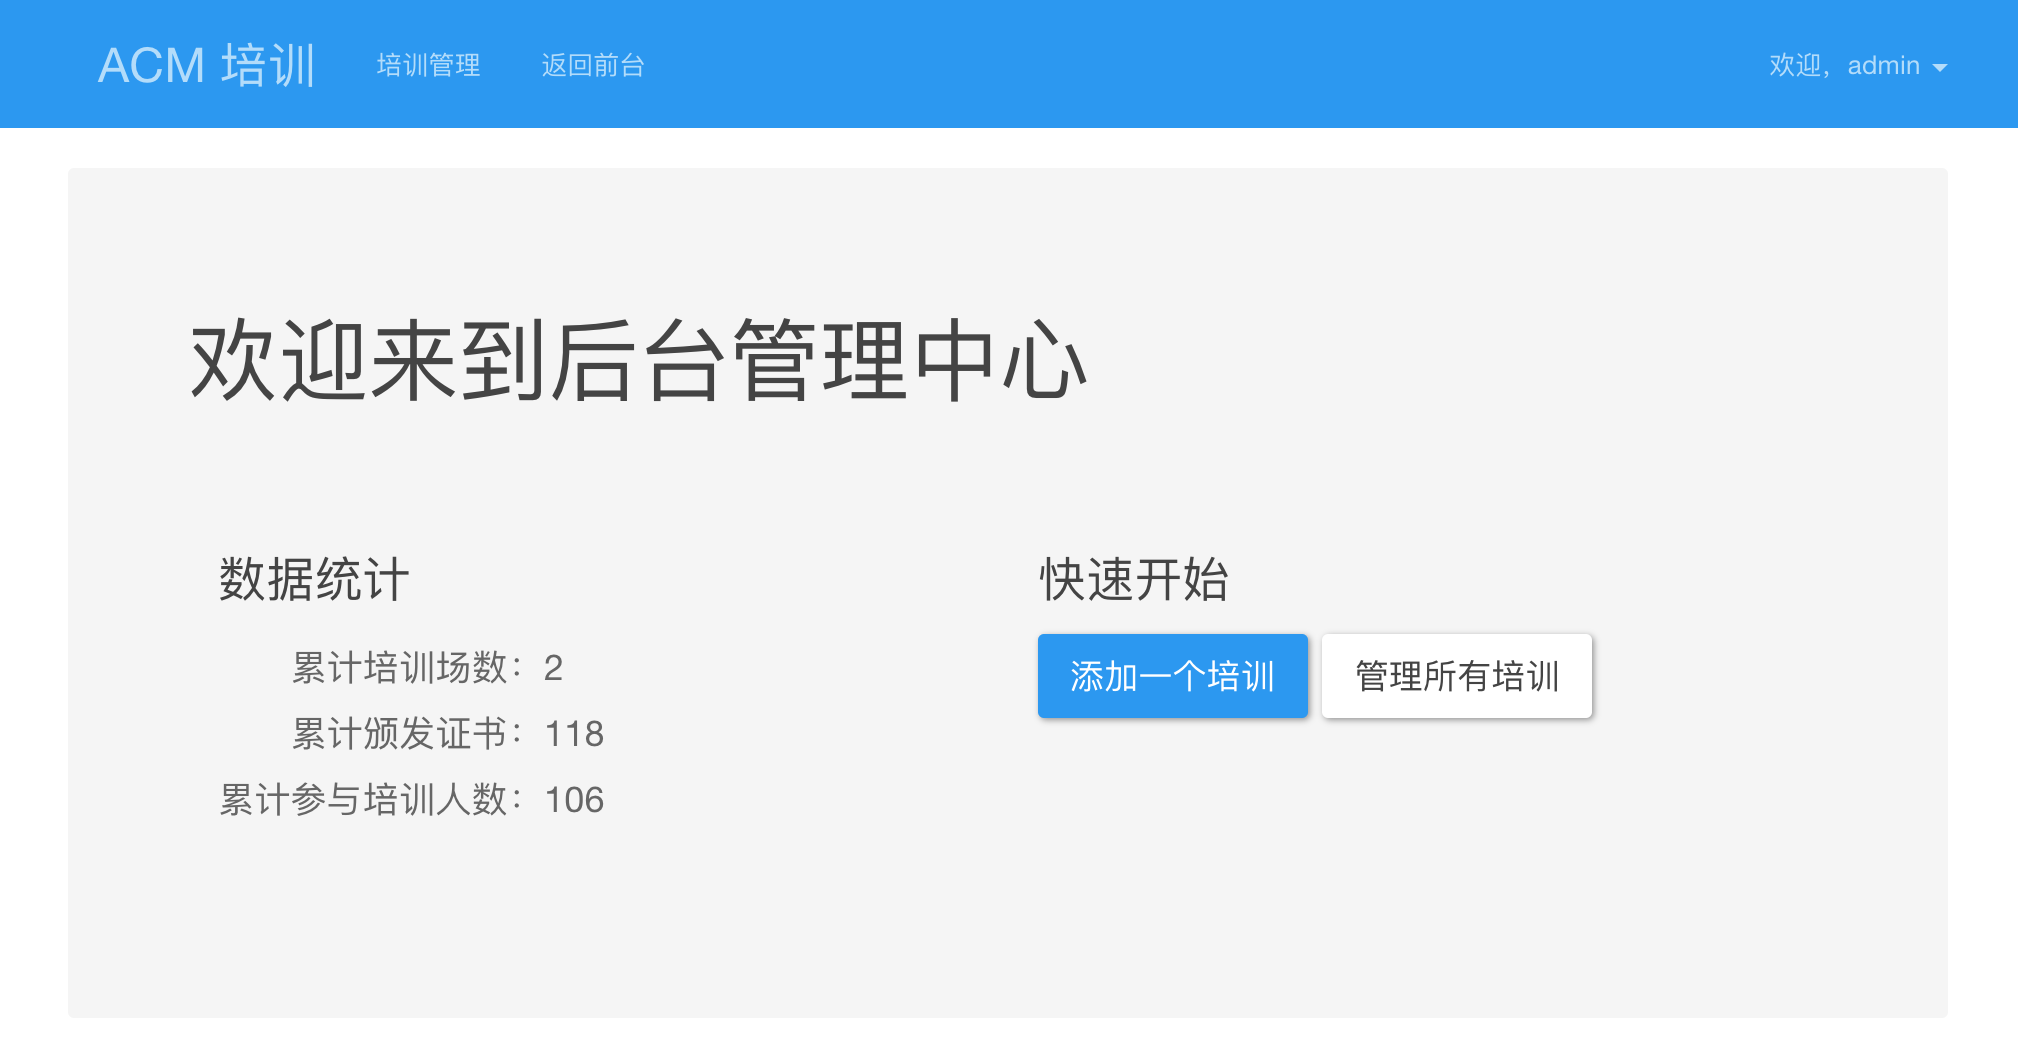 ACM 培训 培训管理 返回前台 欢迎，admin
欢迎来到后台管理中心
数据统计
累计培训场数：2
累计颁发证书：118
累计参与培训人数：106
快速开始
添加一个培训 管理所有培训